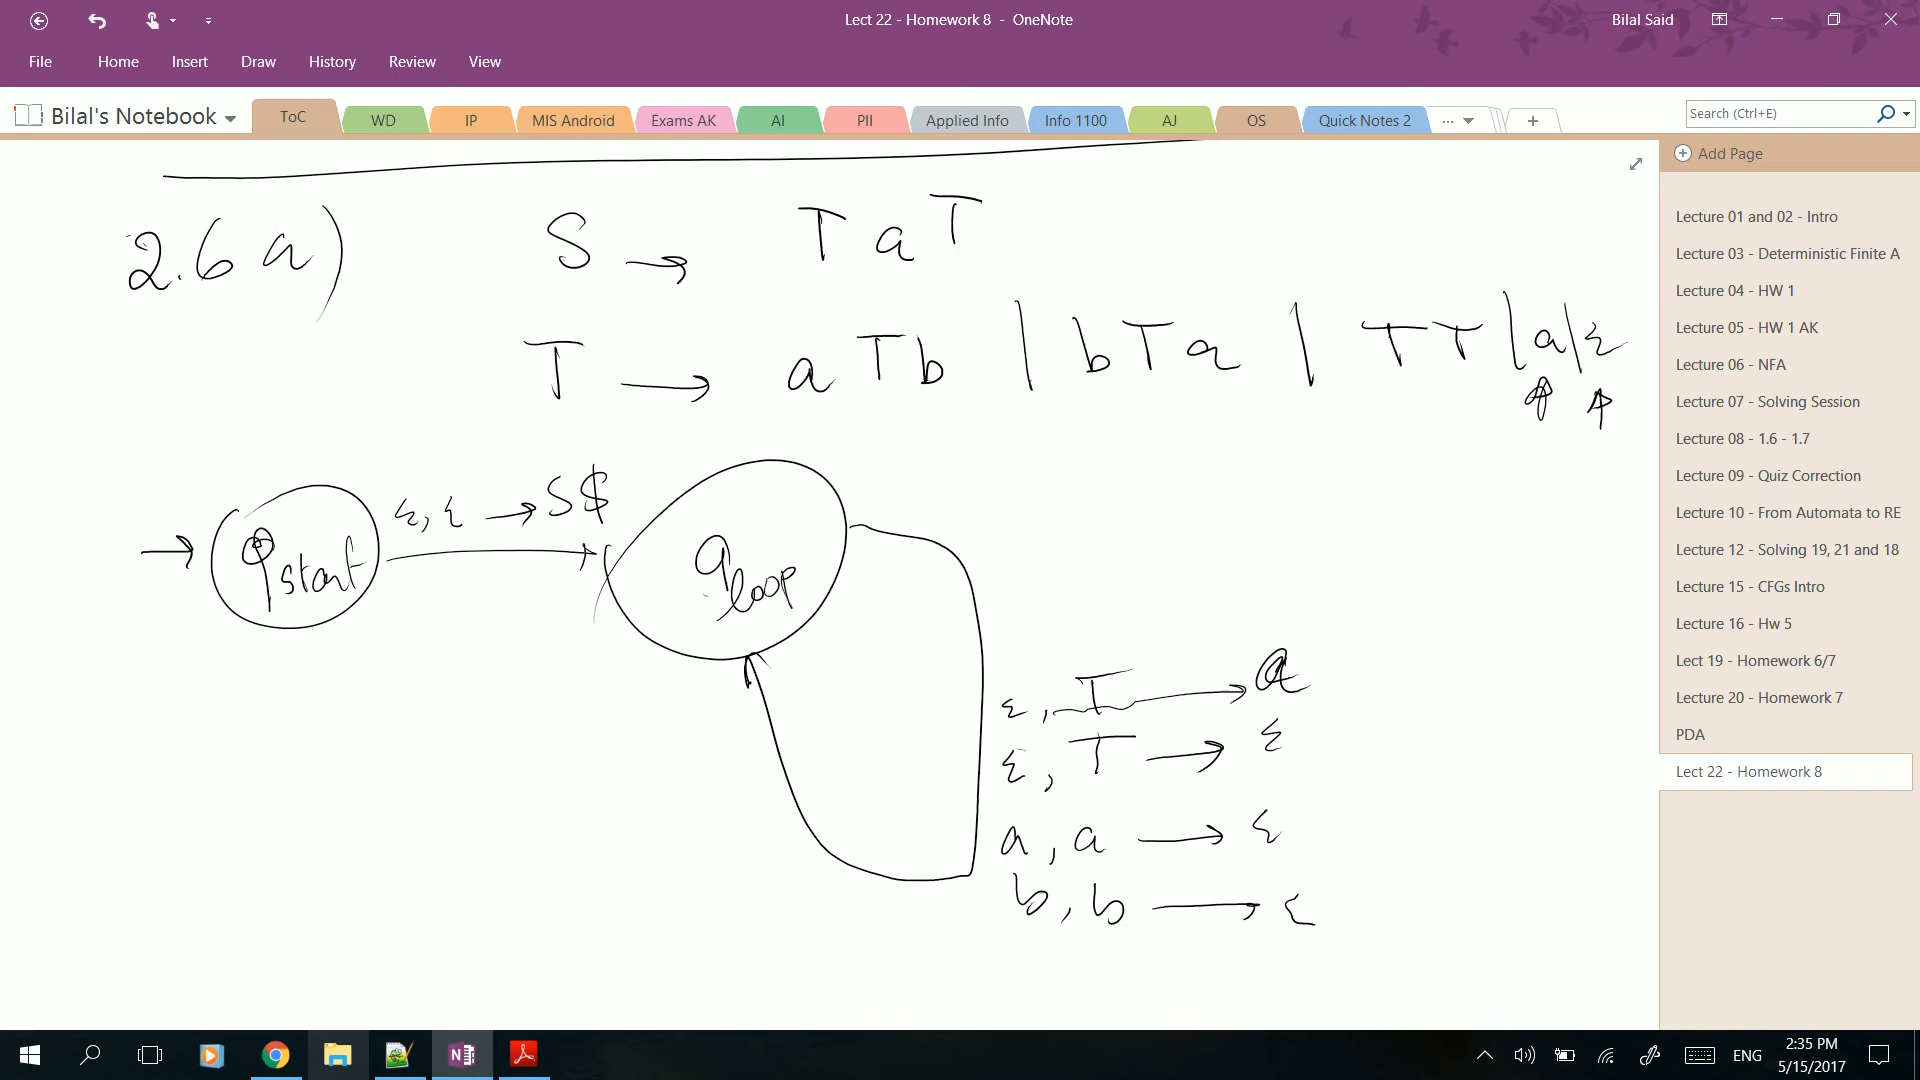 Lect 22 - Homework 8 - OneNote
Bilal Said
File Home Insert Draw History Review View
Bilal's Notebook
ToC WD IP MIS Android Exams AK AI PII Applied Info Info 1100 AJ OS Quick Notes 2 ... +
Search (Ctrl+E)
Add Page
Lecture 01 and 02 - Intro
Lecture 03 - Deterministic Finite A
Lecture 04 - HW 1
Lecture 05 - HW 1 AK
Lecture 06 - NFA
Lecture 07 - Solving Session
Lecture 08 - 1.6 - 1.7
Lecture 09 - Quiz Correction
Lecture 10 - From Automata to RE
Lecture 12 - Solving 19, 21 and 18
Lecture 15 - CFGs Intro
Lecture 16 - Hw 5
Lect 19 - Homework 6/7
Lecture 20 - Homework 7
PDA
Lect 22 - Homework 8
2.6 a) S → T a T
T → a T b | b T a | T T | a | ε
ε, ε → S$
q start
q loop
ε, T → a
ε, T → ε
a, a → ε
b, b → ε
ENG
2:35 PM
5/15/2017